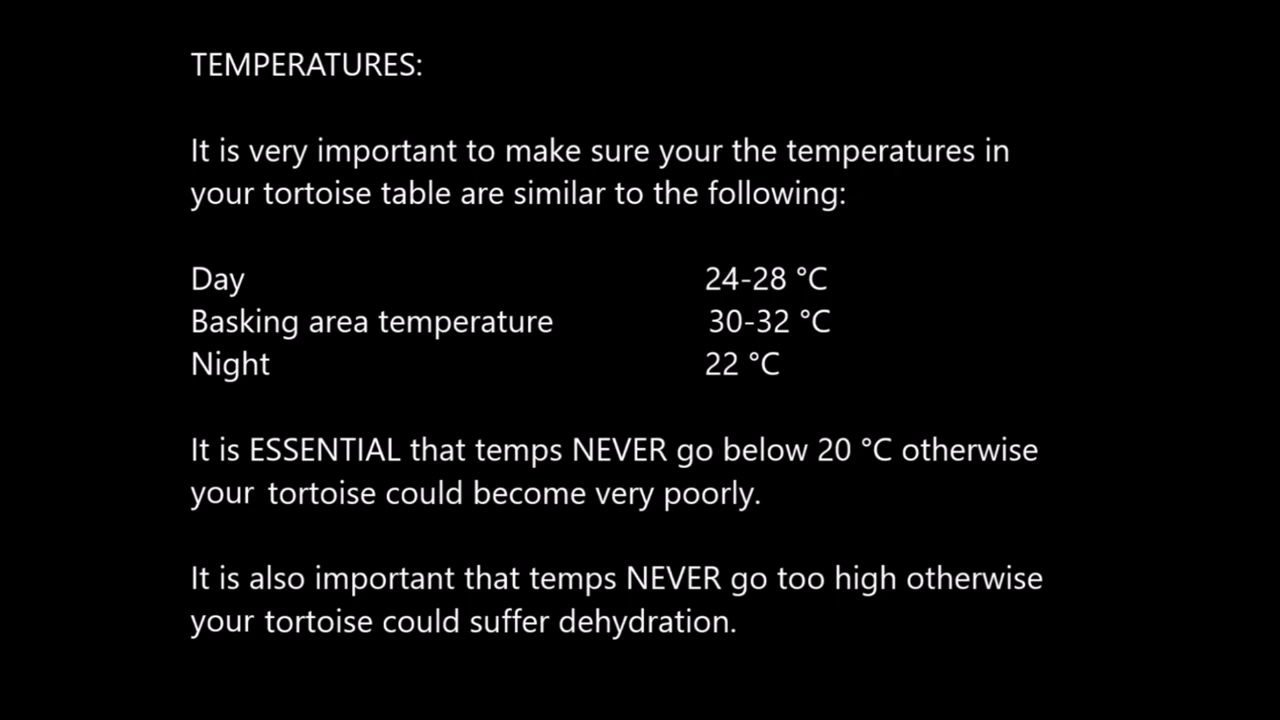 TEMPERATURES:
It is very important to make sure your the temperatures in
your tortoise table are similar to the following:
Day 24-28 °C
Basking area temperature 30-32 °C
Night 22 °C
It is ESSENTIAL that temps NEVER go below 20 °C otherwise
your tortoise could become very poorly.
It is also important that temps NEVER go too high otherwise
your tortoise could suffer dehydration.